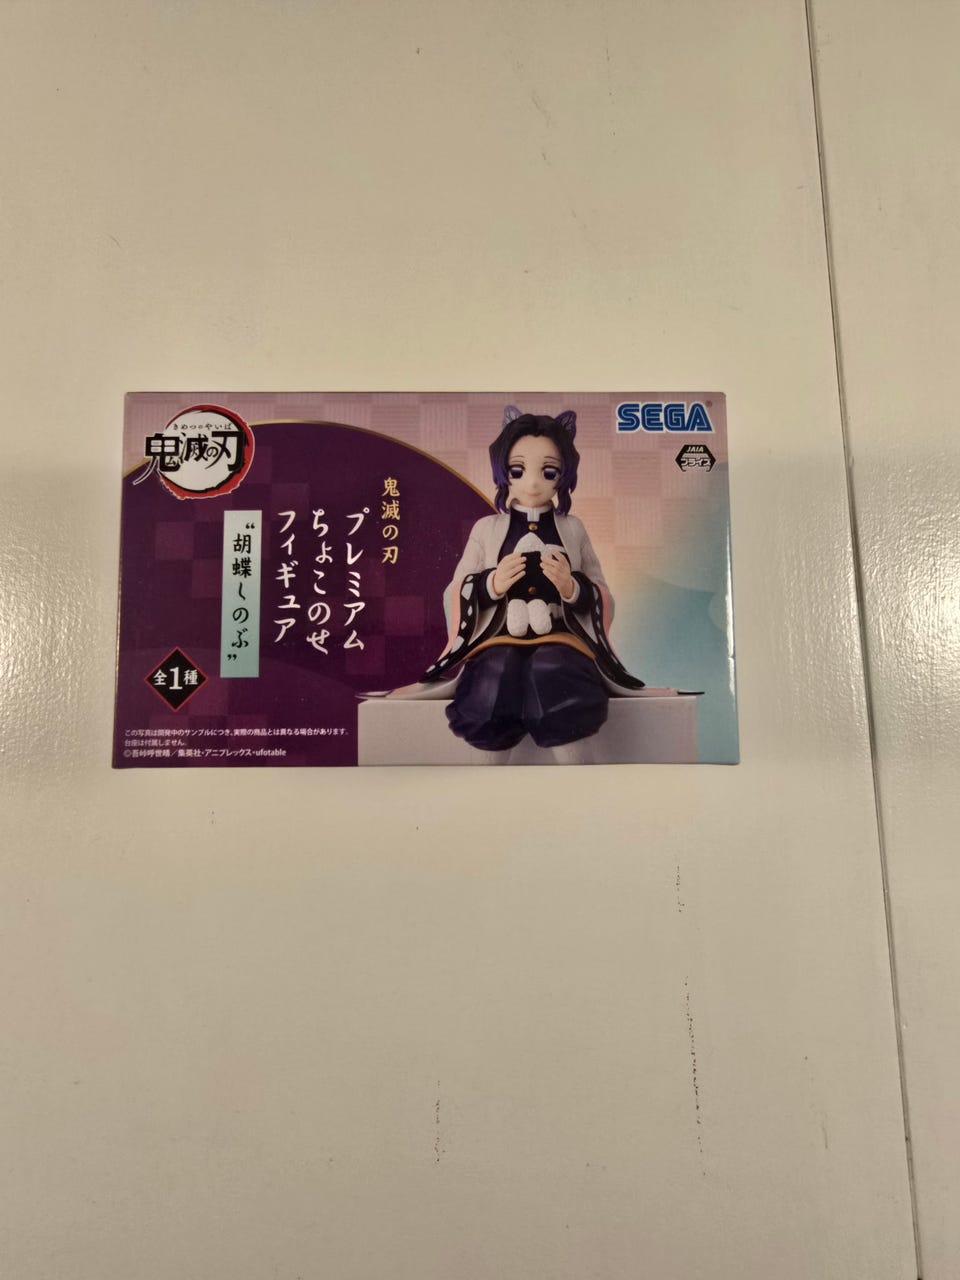 きめつのやいば
鬼滅の刃
SEGA
JAIA
プライズ
鬼滅の刃
プレミアム
ちょこのせ
フィギュア
“胡蝶しのぶ”
全1種
この写真は開発中のサンプルにつき、実際の商品とは異なる場合があります。
台座は付属しません。
©吾峠呼世晴／集英社・アニプレックス・ufotable